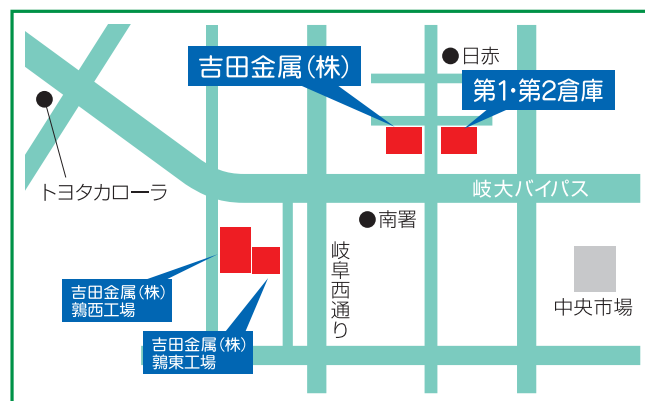 日赤
吉田金属（株）
第1・第2倉庫
トヨタカローラ
岐大バイパス
南署
岐阜西通り
中央市場
吉田金属（株）
鶉西工場
吉田金属（株）
鶉東工場